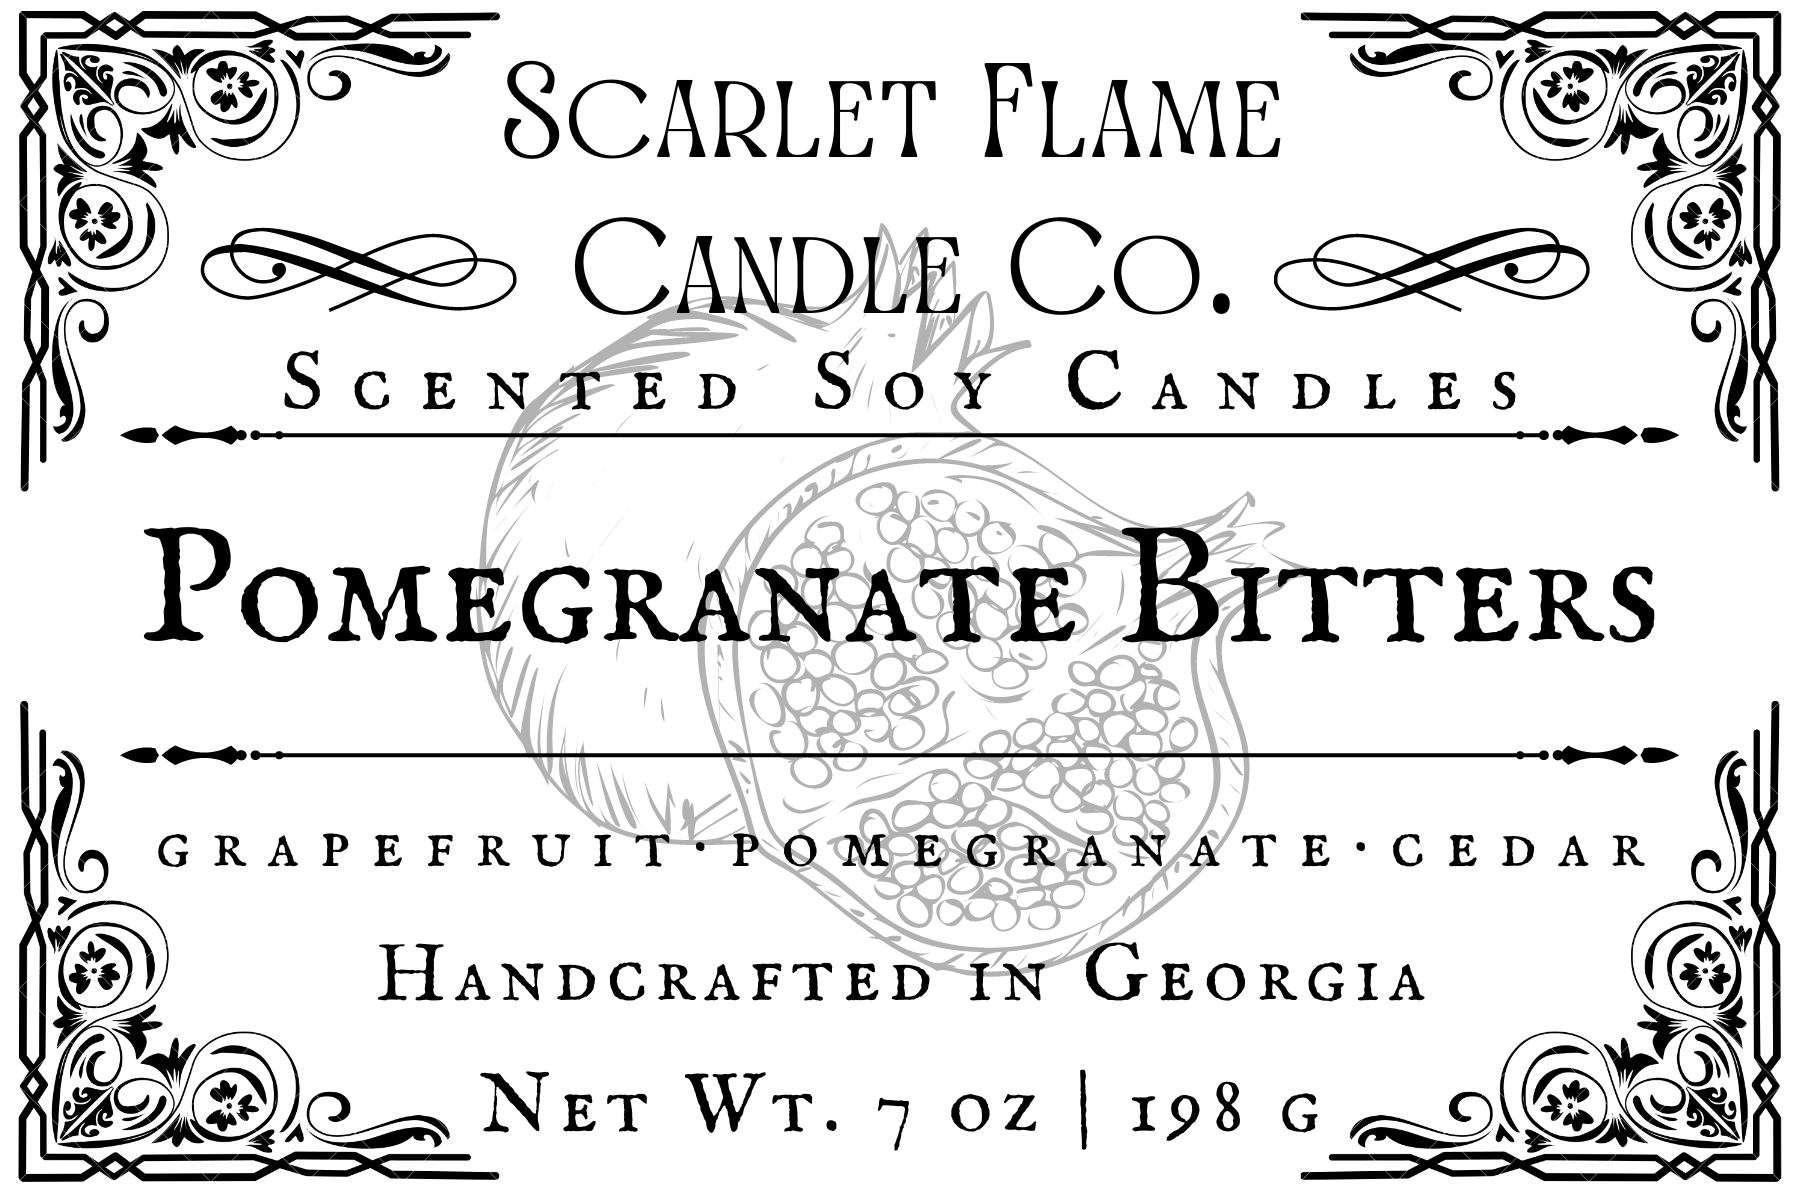 Scarlet Flame
Candle Co.
Scented Soy Candles
Pomegranate Bitters
GRAPEFRUIT·POMEGRANATE·CEDAR
Handcrafted in Georgia
Net Wt. 7 oz | 198 g